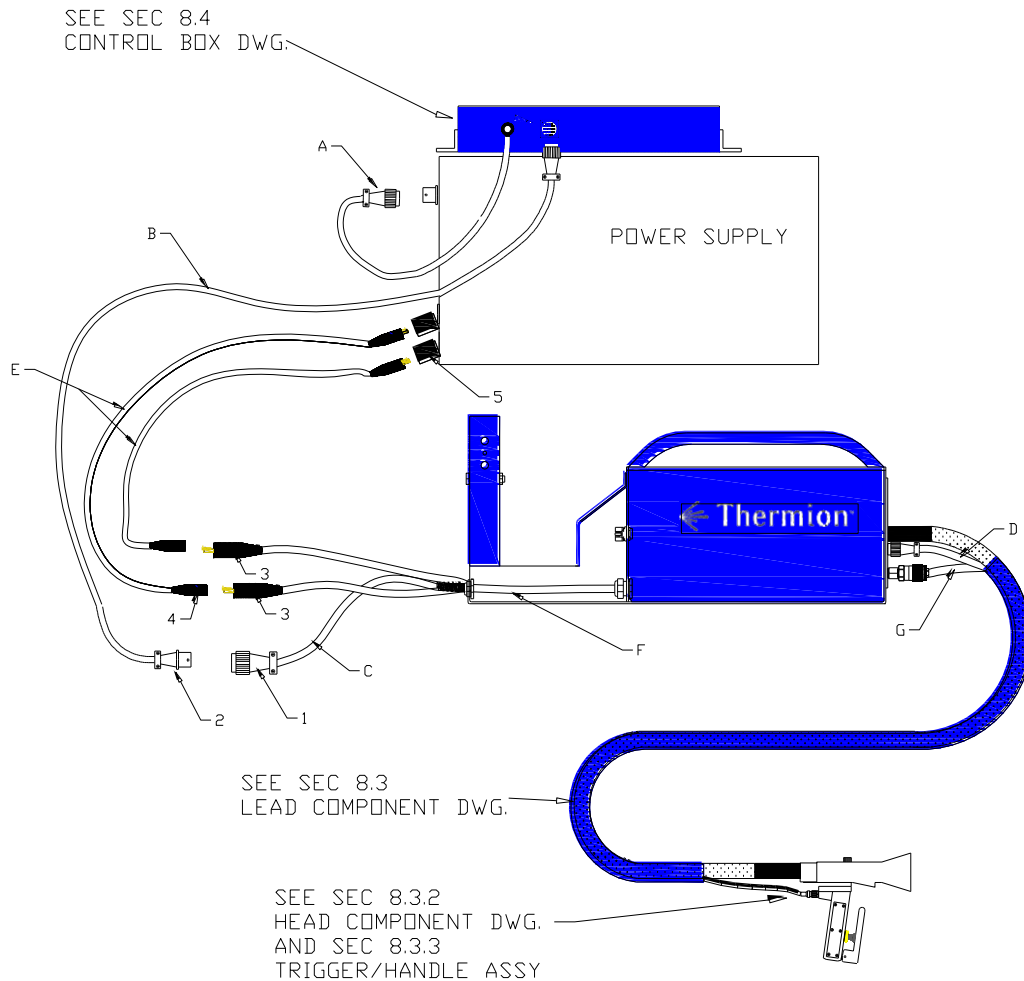 SEE SEC 8.4
CONTROL BOX DWG.
A
B
POWER SUPPLY
E
5
Thermion™
D
3
4
3
G
F
C
2
1
SEE SEC 8.3
LEAD COMPONENT DWG.
SEE SEC 8.3.2
HEAD COMPONENT DWG.
AND SEC 8.3.3
TRIGGER/HANDLE ASSY